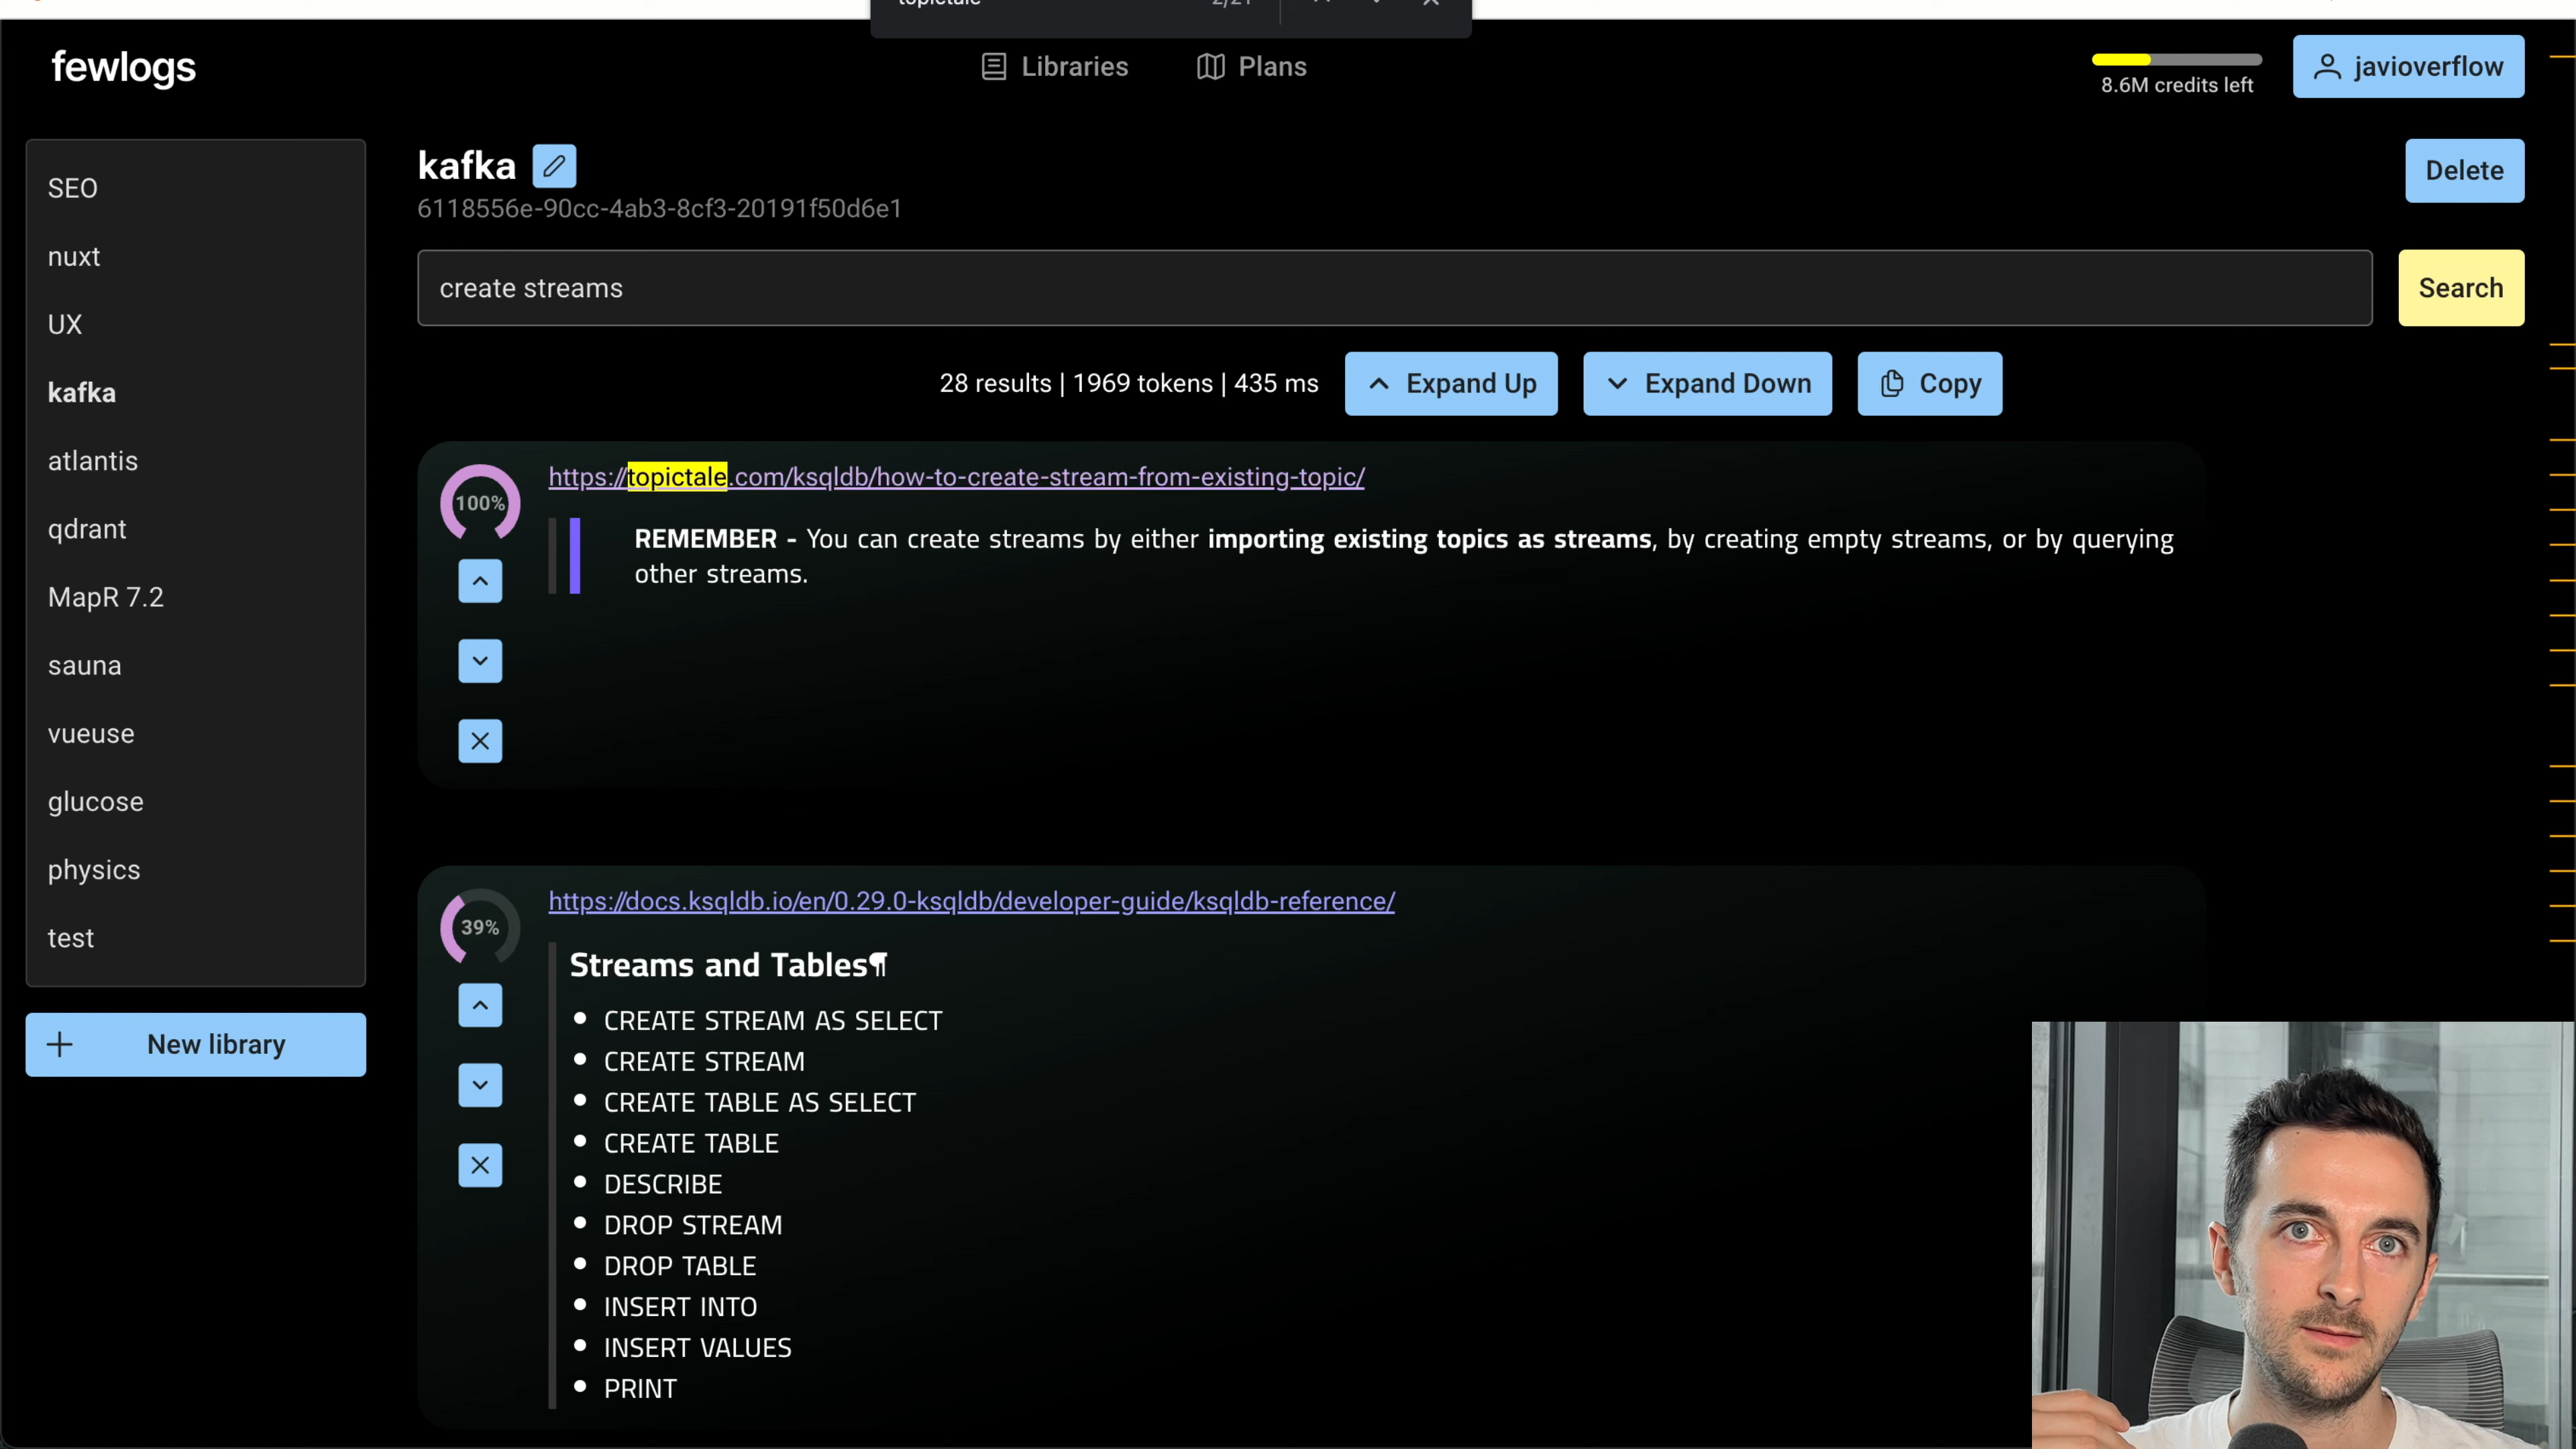 fewlogs
Libraries
Plans
8.6M credits left
javioverflow
SEO
nuxt
UX
kafka
atlantis
qdrant
MapR 7.2
sauna
vueuse
glucose
physics
test
New library
kafka
6118556e-90cc-4ab3-8cf3-20191f50d6e1
Delete
create streams
Search
28 results | 1969 tokens | 435 ms
Expand Up
Expand Down
Copy
100%
https://topictale.com/ksqldb/how-to-create-stream-from-existing-topic/
REMEMBER - You can create streams by either importing existing topics as streams, by creating empty streams, or by querying
other streams.
39%
https://docs.ksqldb.io/en/0.29.0-ksqldb/developer-guide/ksqldb-reference/
Streams and Tables¶
• CREATE STREAM AS SELECT
• CREATE STREAM
• CREATE TABLE AS SELECT
• CREATE TABLE
• DESCRIBE
• DROP STREAM
• DROP TABLE
• INSERT INTO
• INSERT VALUES
• PRINT